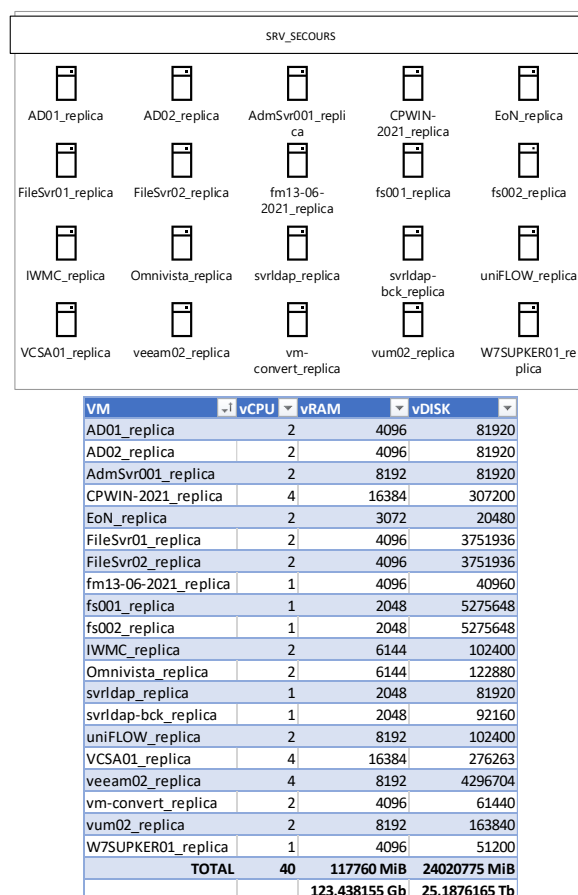 SRV_SECOURS
AD01_replica AD02_replica AdmSvr001_repli CPWIN- EoN_replica
ca 2021_replica
FileSvr01_replica FileSvr02_replica fm13-06- fs001_replica fs002_replica
2021_replica
IWMC_replica Omnivista_replica svrldap_replica svrldap- uniFLOW_replica
bck_replica
VCSA01_replica veeam02_replica vm- vum02_replica W7SUPKER01_re
convert_replica plica
VM vCPU vRAM vDISK
AD01_replica 2 4096 81920
AD02_replica 2 4096 81920
AdmSvr001_replica 2 8192 81920
CPWIN-2021_replica 4 16384 307200
EoN_replica 2 3072 20480
FileSvr01_replica 2 4096 3751936
FileSvr02_replica 2 4096 3751936
fm13-06-2021_replica 1 4096 40960
fs001_replica 1 2048 5275648
fs002_replica 1 2048 5275648
IWMC_replica 2 6144 102400
Omnivista_replica 2 6144 122880
svrldap_replica 1 2048 81920
svrldap-bck_replica 1 2048 92160
uniFLOW_replica 2 8192 102400
VCSA01_replica 4 16384 276263
veeam02_replica 4 8192 4296704
vm-convert_replica 2 4096 61440
vum02_replica 2 8192 163840
W7SUPKER01_replica 1 4096 51200
TOTAL 40 117760 MiB 24020775 MiB
123.438155 Gb 25.1876165 Tb